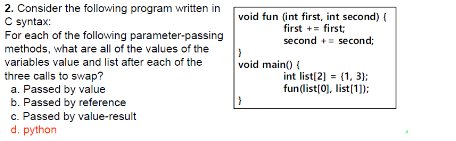 2. Consider the following program written in
C syntax:
For each of the following parameter-passing
methods, what are all of the values of the
variables value and list after each of the
three calls to swap?
a. Passed by value
b. Passed by reference
c. Passed by value-result
d. python
void fun (int first, int second) {
first += first;
second += second;
}
void main() {
int list[2] = {1, 3};
fun(list[0], list[1]);
}